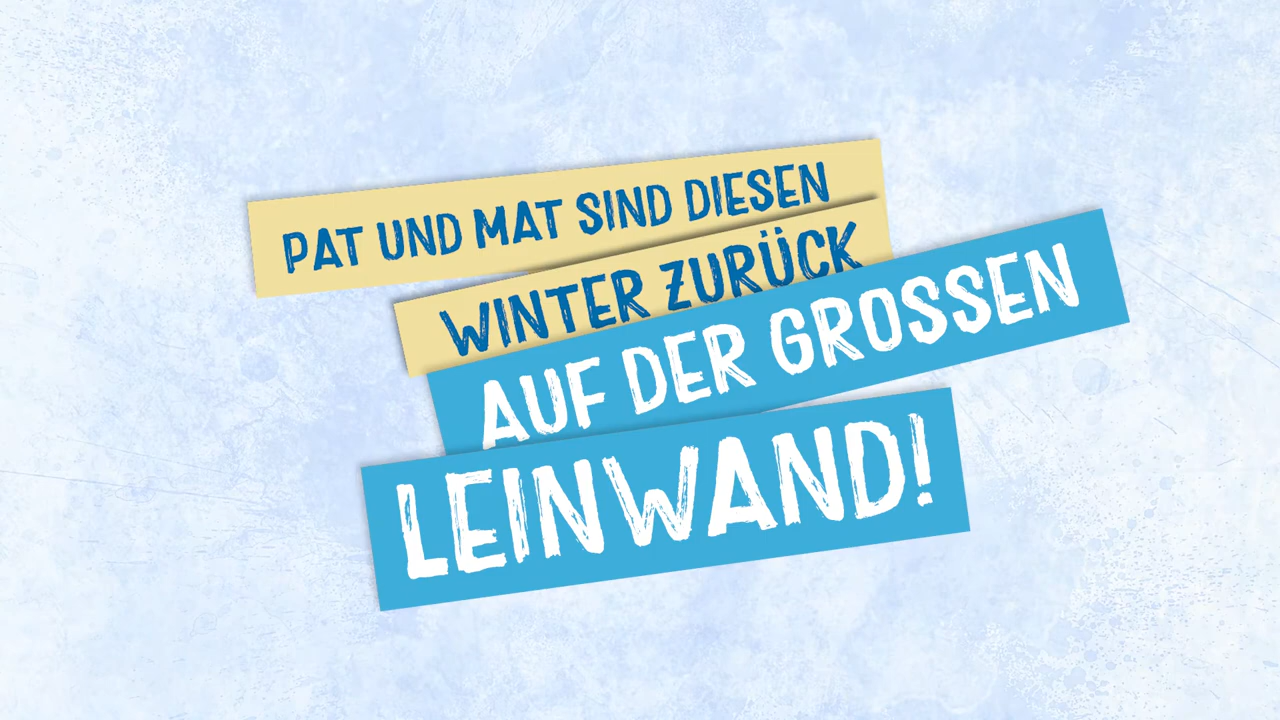 PAT UND MAT SIND DIESEN
WINTER ZURÜCK
AUF DER GROSSEN
LEINWAND!